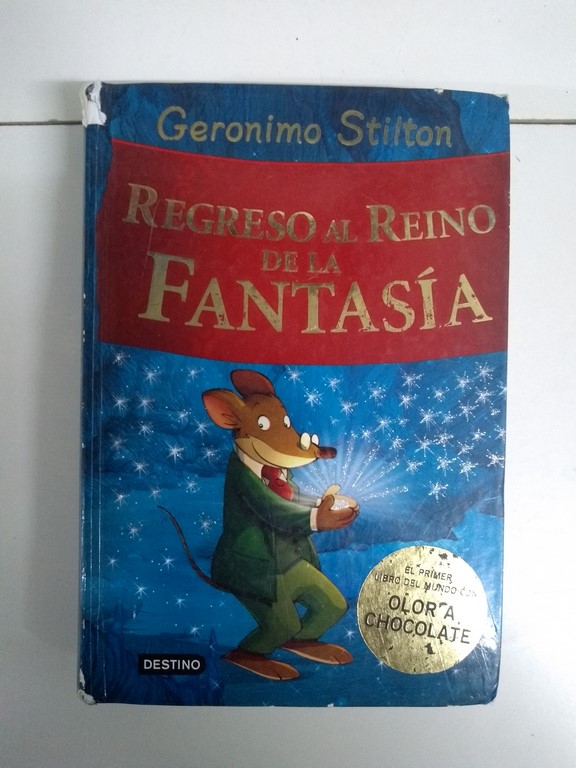 Geronimo Stilton
REGRESO AL REINO
DE LA
FANTASÍA
EL PRIMER
LIBRO DEL MUNDO CON
OLOR A
CHOCOLATE
DESTINO